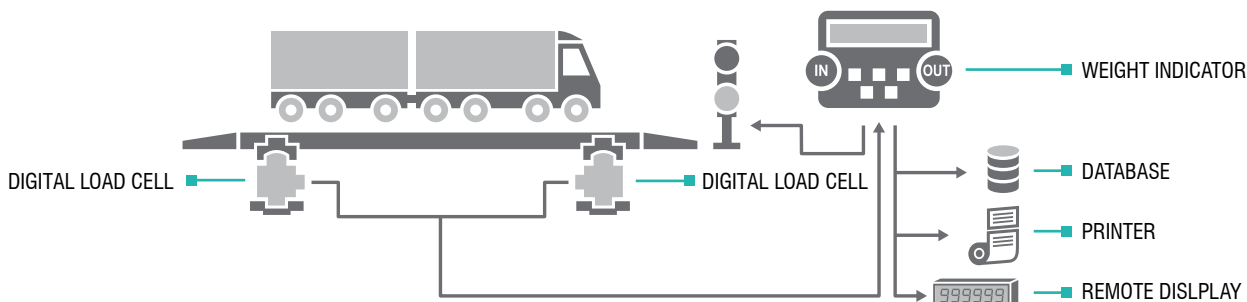 IN
OUT
WEIGHT INDICATOR
DIGITAL LOAD CELL
DIGITAL LOAD CELL
DATABASE
PRINTER
999999
REMOTE DISLPLAY